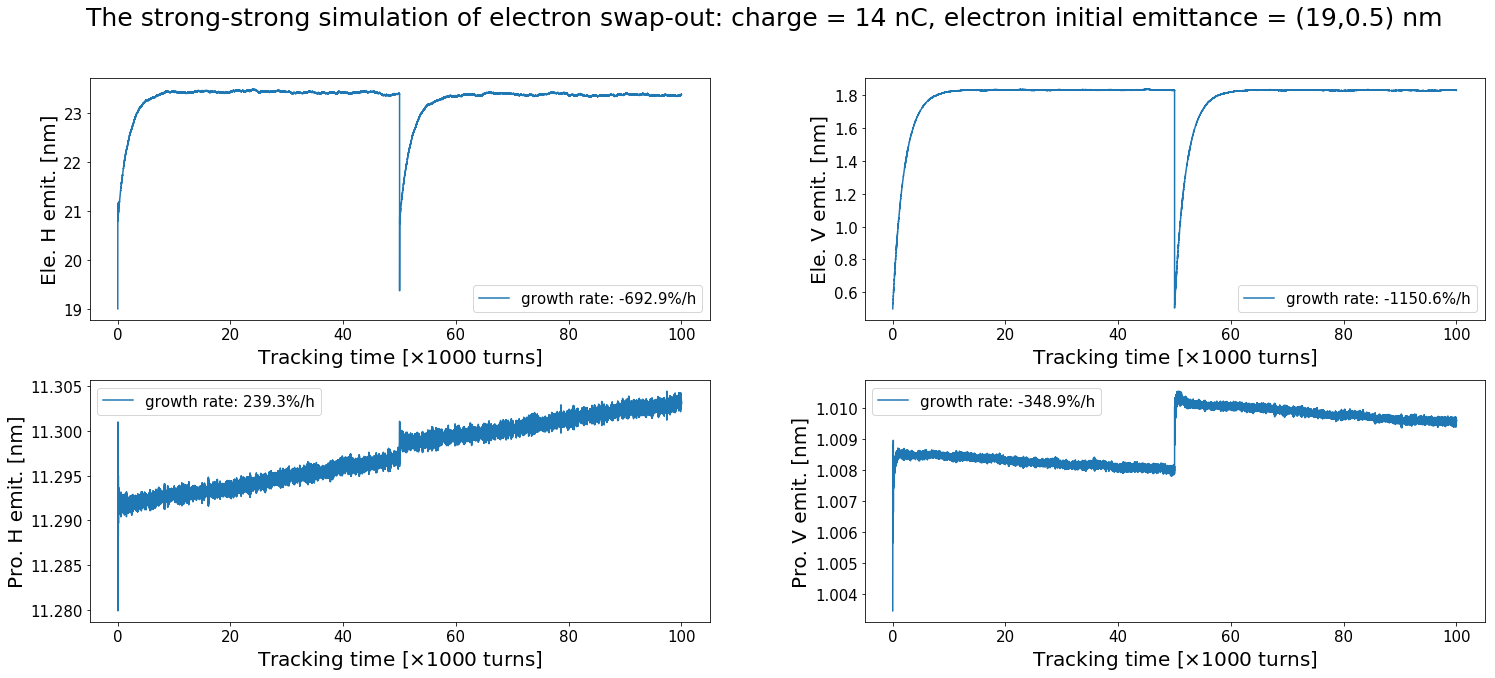 The strong-strong simulation of electron swap-out: charge = 14 nC, electron initial emittance = (19,0.5) nm
Ele. H emit. [nm]
23
22
21
20
19
growth rate: -692.9%/h
0 20 40 60 80 100
Tracking time [×1000 turns]
Ele. V emit. [nm]
1.8
1.6
1.4
1.2
1.0
0.8
0.6
growth rate: -1150.6%/h
0 20 40 60 80 100
Tracking time [×1000 turns]
Pro. H emit. [nm]
11.305
11.300
11.295
11.290
11.285
11.280
growth rate: 239.3%/h
0 20 40 60 80 100
Tracking time [×1000 turns]
Pro. V emit. [nm]
1.010
1.009
1.008
1.007
1.006
1.005
1.004
growth rate: -348.9%/h
0 20 40 60 80 100
Tracking time [×1000 turns]